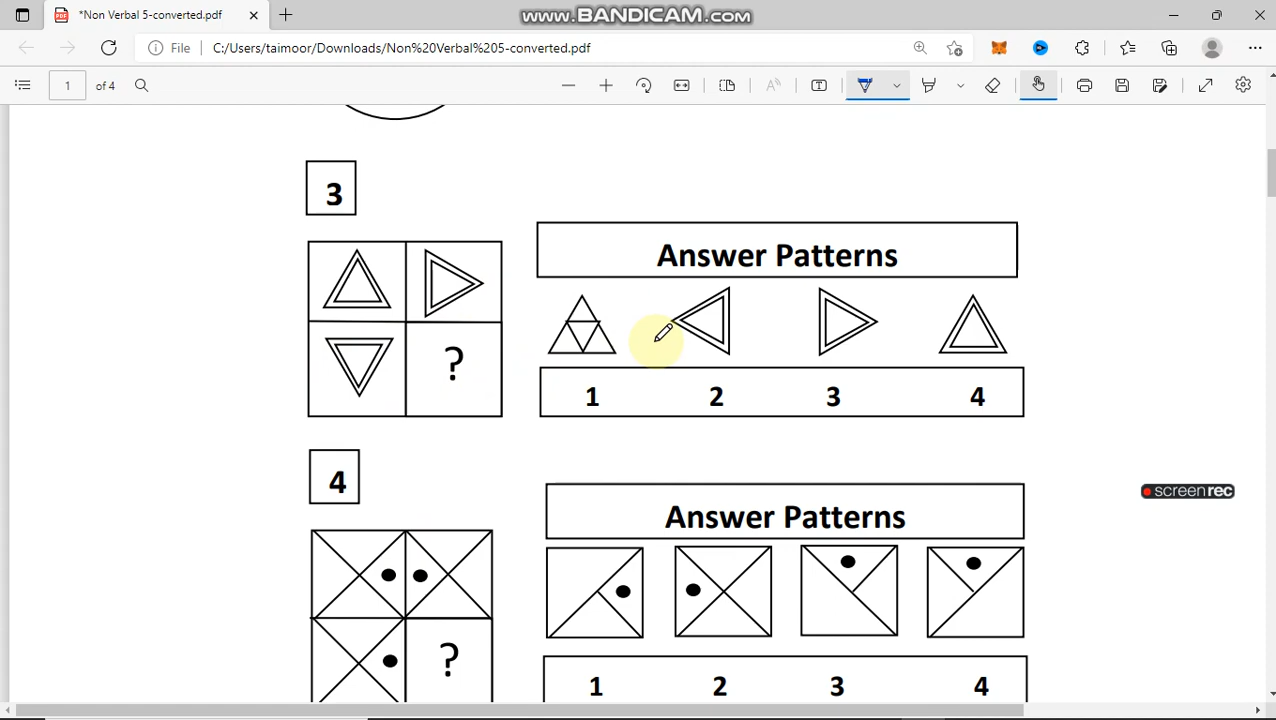 *Non Verbal 5-converted.pdf
www.BANDICAM.com
File C:/Users/taimour/Downloads/Non%20Verbal%205-converted.pdf
1 of 4
3
Answer Patterns
?
1 2 3 4
4
screenrec
Answer Patterns
?
1 2 3 4